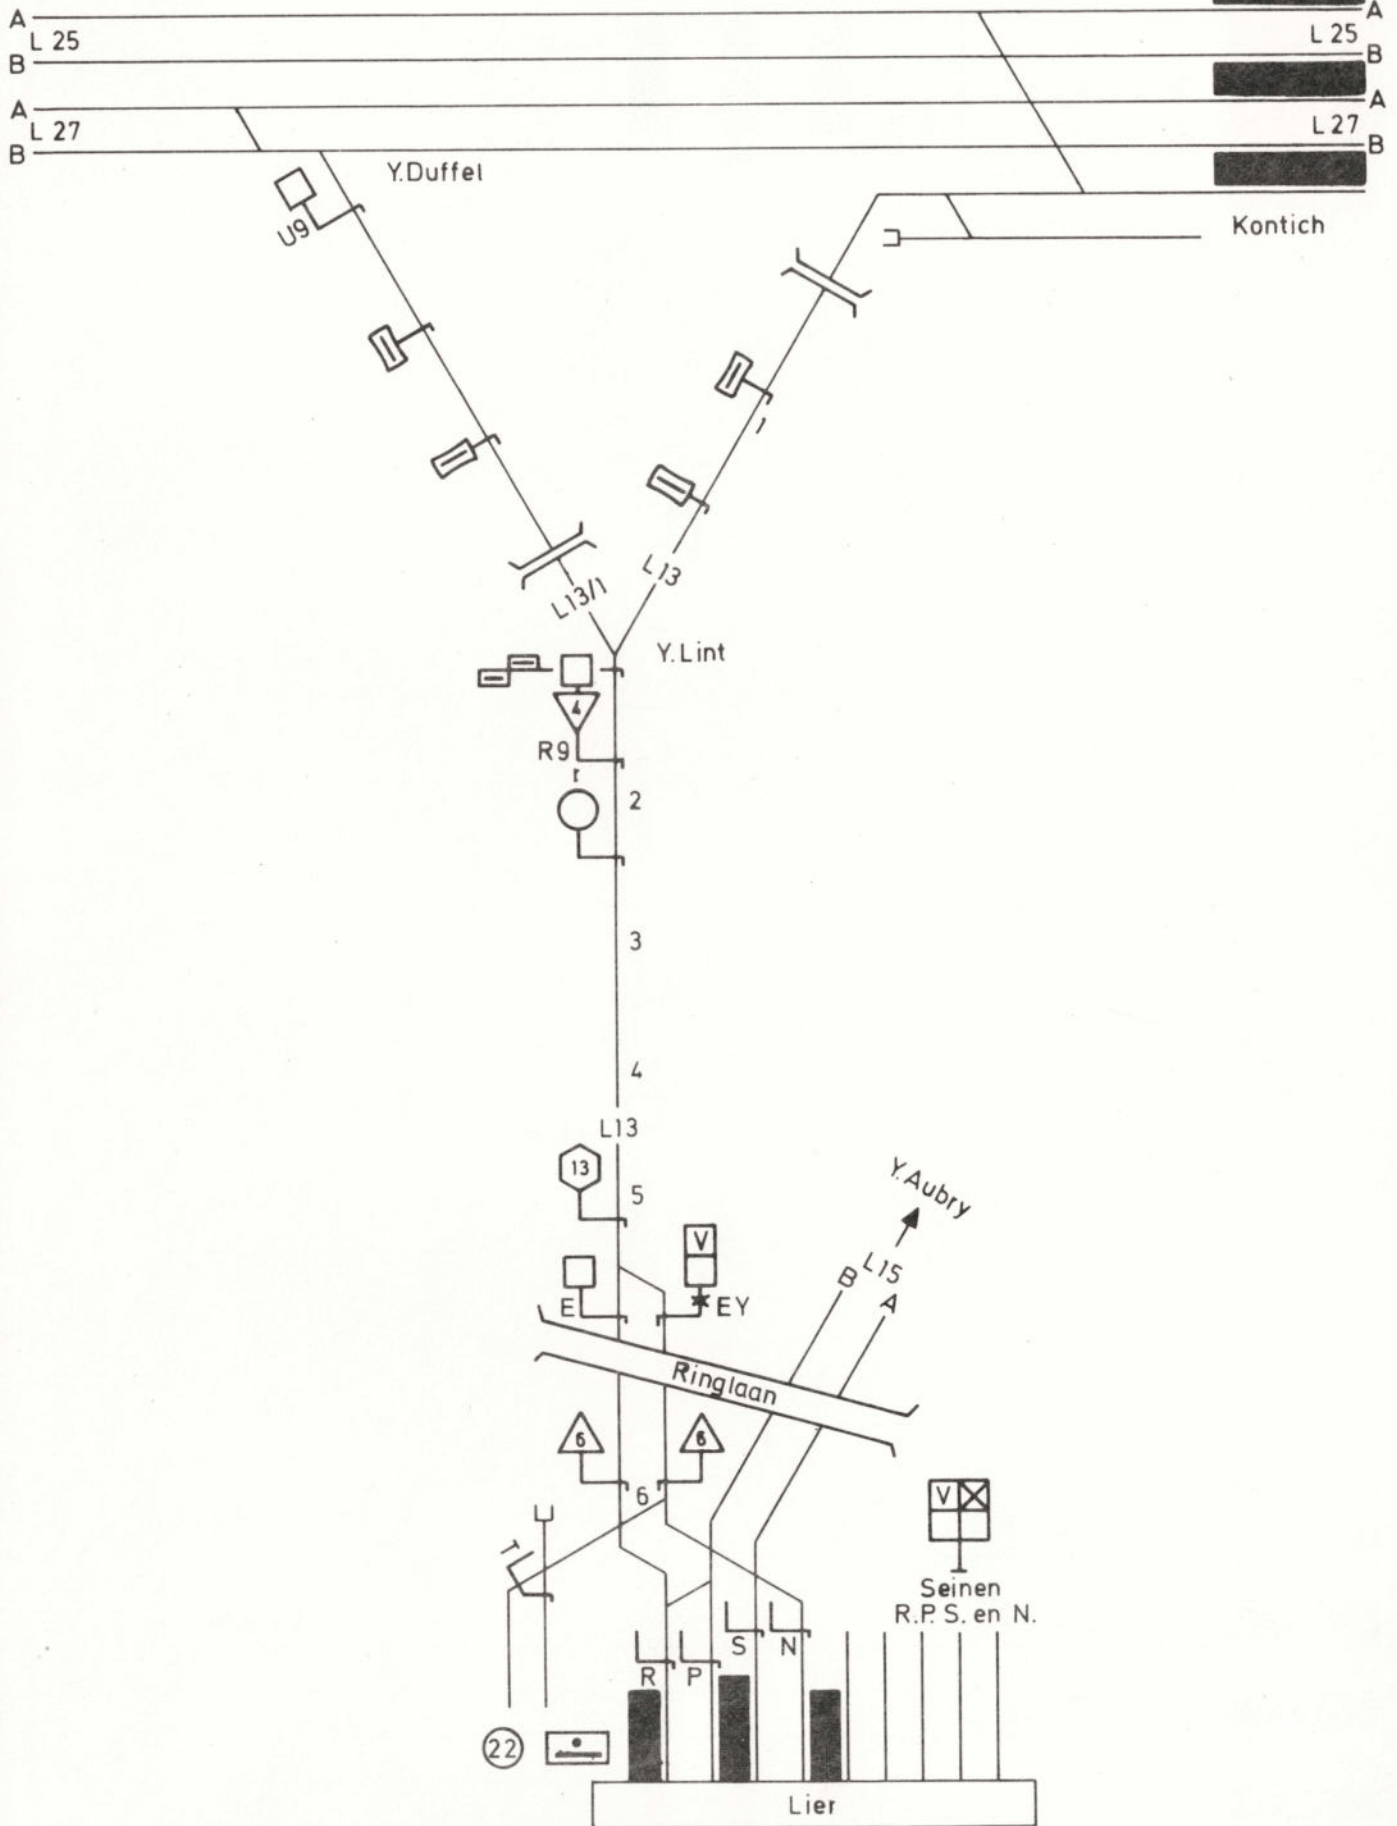 A
A
L 25
L 25
B
B
A
A
L 27
L 27
B
B
Y.Duffel
U9
Kontich
1
L13
L13/1
Y.Lint
4
R9
r
2
3
4
L13
13
5
Y.Aubry
V
L15
B
A
E
EY
Ringlaan
6
6
6
V
T
Seinen
R.P.S. en N.
S
N
R
P
22
Lier